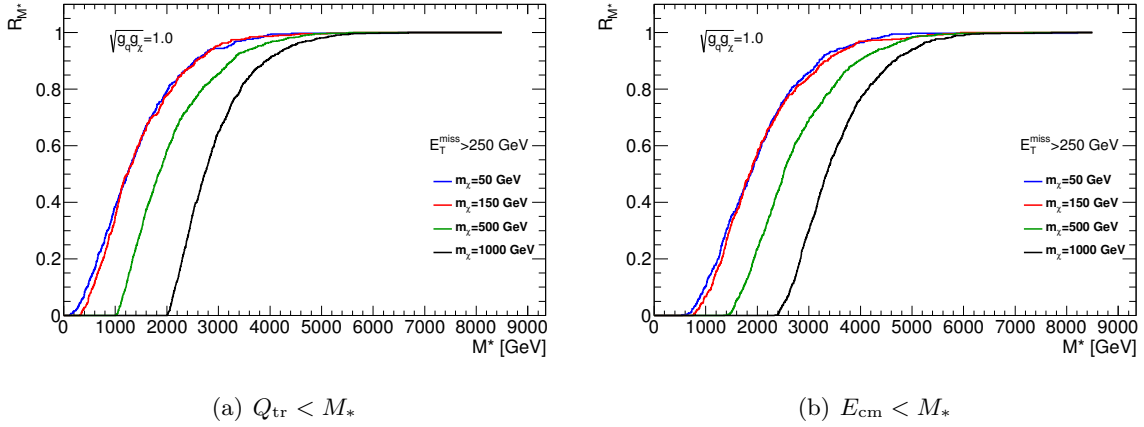 R_M*
1
0.8
0.6
0.4
0.2
0
√g_q g_χ=1.0
E_T^miss>250 GeV
m_χ=50 GeV
m_χ=150 GeV
m_χ=500 GeV
m_χ=1000 GeV
0 1000 2000 3000 4000 5000 6000 7000 8000 9000
M* [GeV]
(a) Q_tr < M_*
R_M*
1
0.8
0.6
0.4
0.2
0
√g_q g_χ=1.0
E_T^miss>250 GeV
m_χ=50 GeV
m_χ=150 GeV
m_χ=500 GeV
m_χ=1000 GeV
0 1000 2000 3000 4000 5000 6000 7000 8000 9000
M* [GeV]
(b) E_cm < M_*